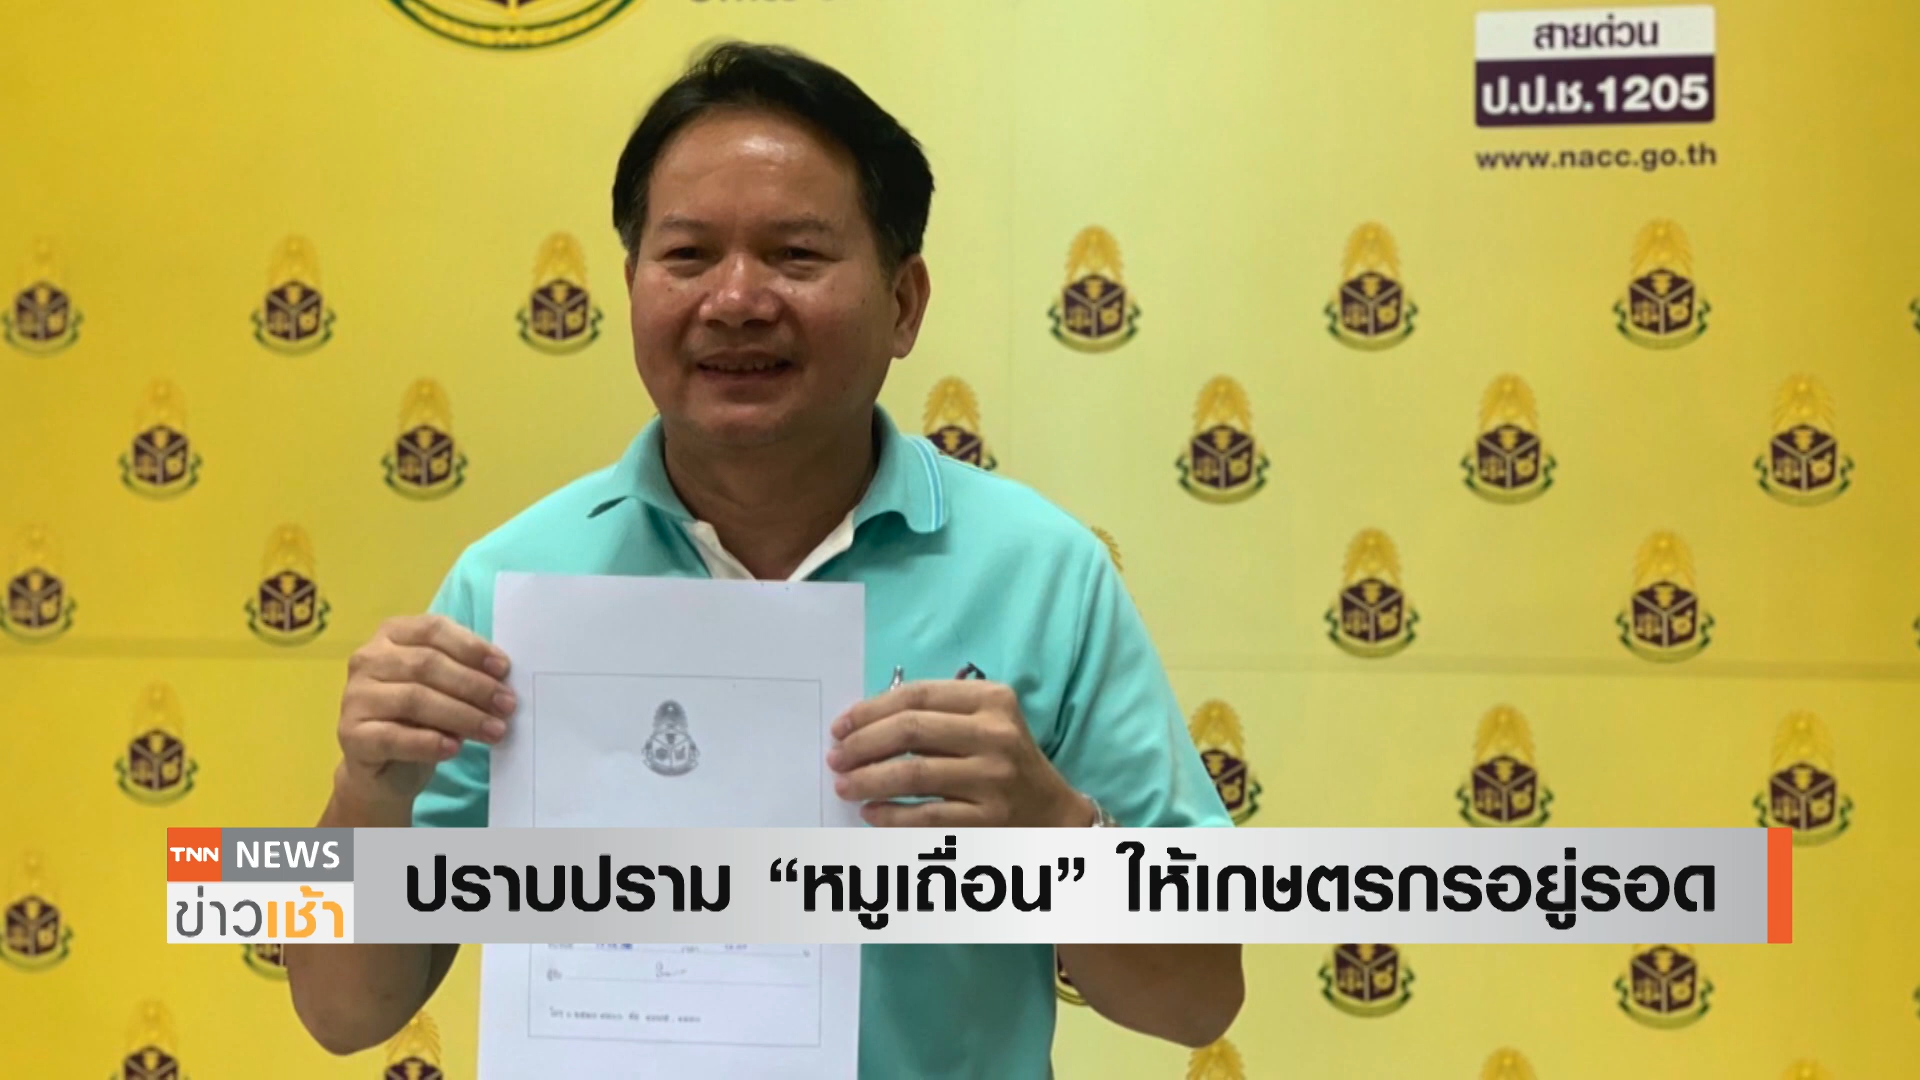 สายด่วน
ป.ป.ช.1205
www.nacc.go.th
TNN NEWS
ข่าวเช้า
ปราบปราม “หมูเถื่อน” ให้เกษตรกรอยู่รอด